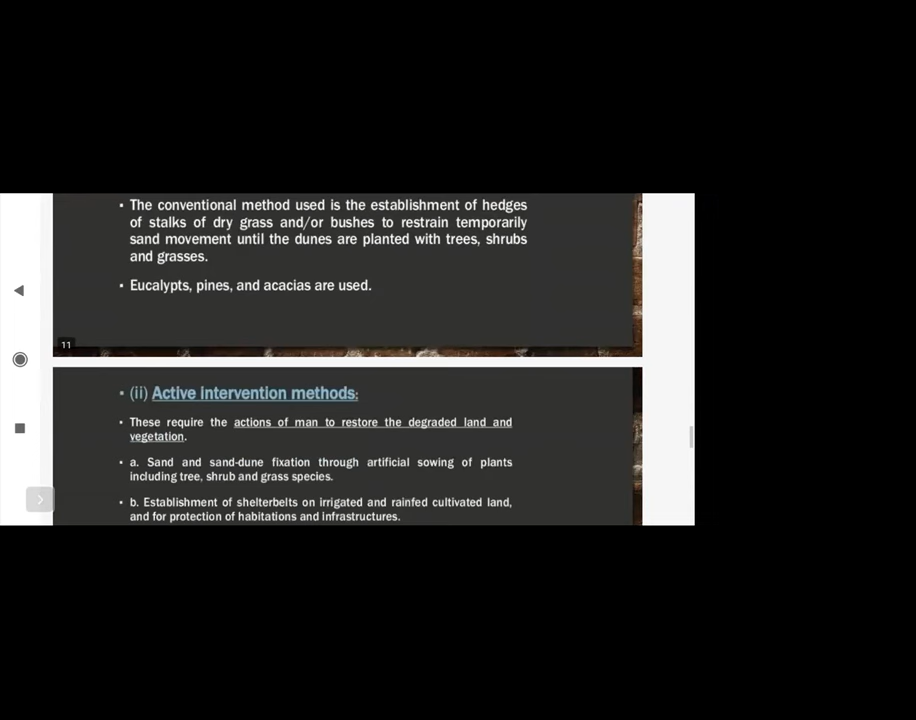 ▪ The conventional method used is the establishment of hedges
of stalks of dry grass and/or bushes to restrain temporarily
sand movement until the dunes are planted with trees, shrubs
and grasses.
▪ Eucalypts, pines, and acacias are used.
11
▪ (ii) Active intervention methods:
▪ These require the actions of man to restore the degraded land and
vegetation.
▪ a. Sand and sand-dune fixation through artificial sowing of plants
including tree, shrub and grass species.
▪ b. Establishment of shelterbelts on irrigated and rainfed cultivated land,
and for protection of habitations and infrastructures.